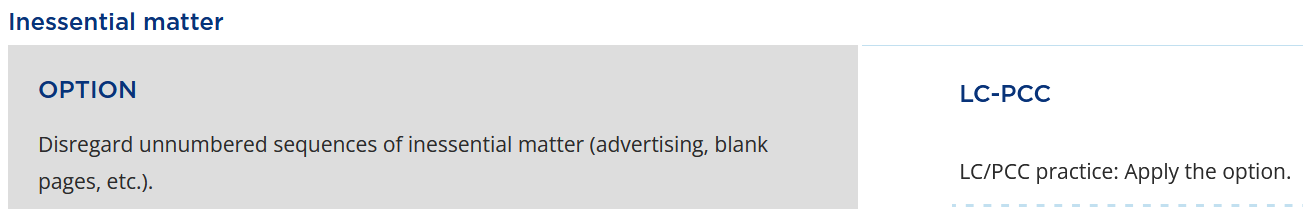 Inessential matter
OPTION
Disregard unnumbered sequences of inessential matter (advertising, blank
pages, etc.).
LC-PCC
LC/PCC practice: Apply the option.